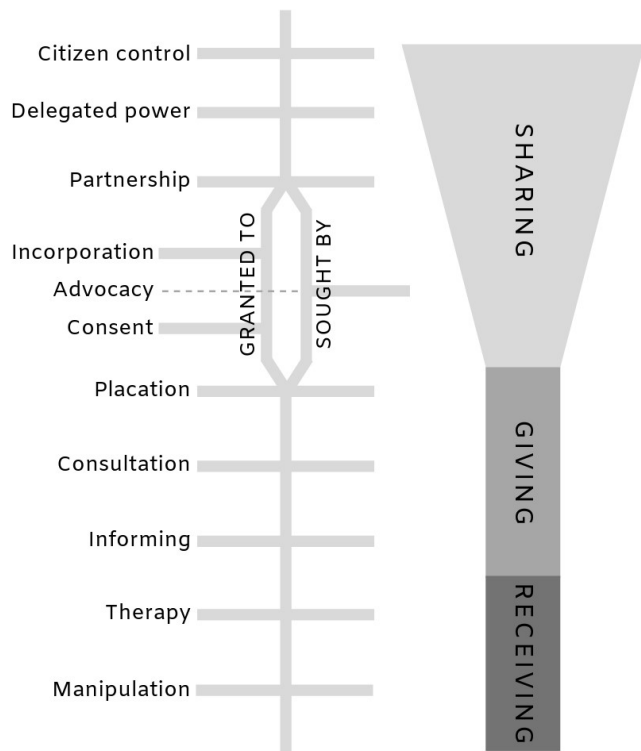 Citizen control
Delegated power
Partnership
Incorporation
Advocacy
Consent
Placation
Consultation
Informing
Therapy
Manipulation
GRANTED TO
SOUGHT BY
SHARING
GIVING
RECEIVING